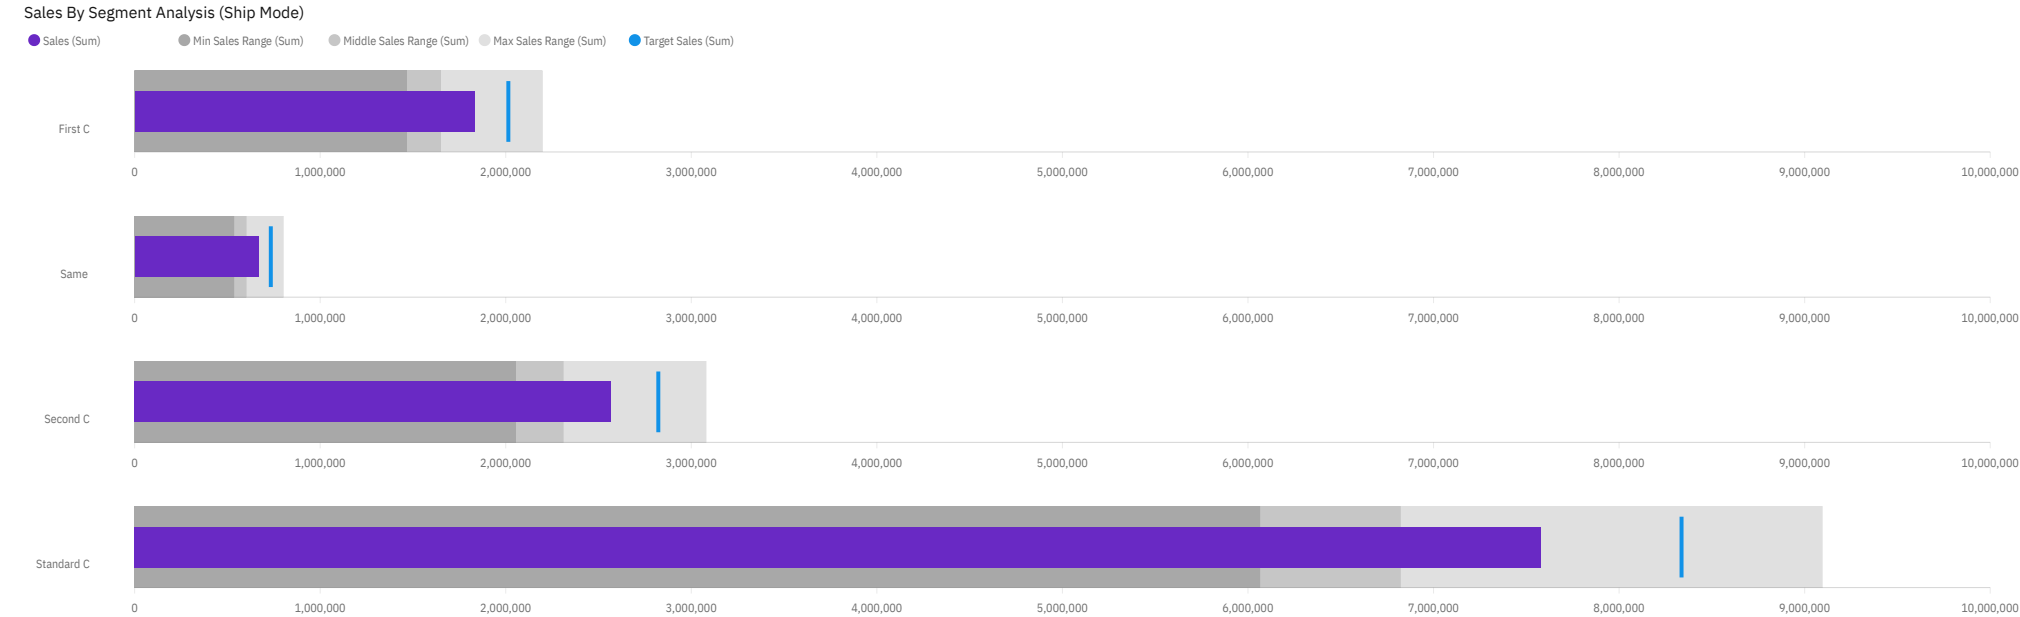 Sales By Segment Analysis (Ship Mode)
Sales (Sum) Min Sales Range (Sum) Middle Sales Range (Sum) Max Sales Range (Sum) Target Sales (Sum)
First C
0 1,000,000 2,000,000 3,000,000 4,000,000 5,000,000 6,000,000 7,000,000 8,000,000 9,000,000 10,000,000
Same
0 1,000,000 2,000,000 3,000,000 4,000,000 5,000,000 6,000,000 7,000,000 8,000,000 9,000,000 10,000,000
Second C
0 1,000,000 2,000,000 3,000,000 4,000,000 5,000,000 6,000,000 7,000,000 8,000,000 9,000,000 10,000,000
Standard C
0 1,000,000 2,000,000 3,000,000 4,000,000 5,000,000 6,000,000 7,000,000 8,000,000 9,000,000 10,000,000